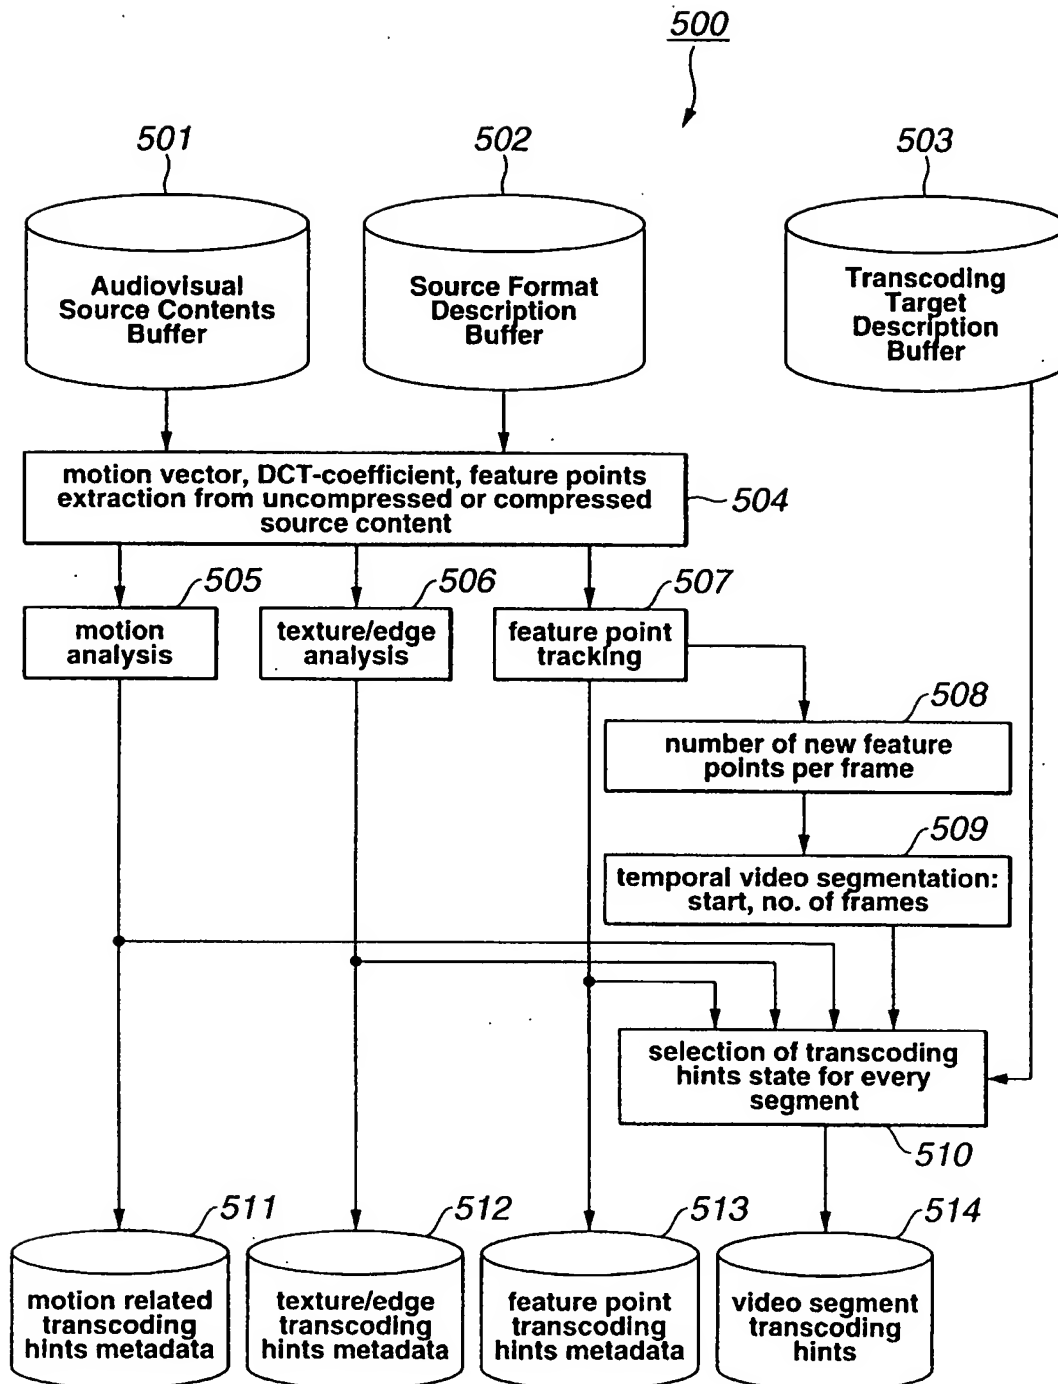 500
501
502
503
Audiovisual
Source Contents
Buffer
Source Format
Description
Buffer
Transcoding
Target
Description
Buffer
motion vector, DCT-coefficient, feature points
extraction from uncompressed or compressed
source content
504
505
506
507
motion
analysis
texture/edge
analysis
feature point
tracking
508
number of new feature
points per frame
509
temporal video segmentation:
start, no. of frames
selection of transcoding
hints state for every
segment
510
511
512
513
514
motion related
transcoding
hints metadata
texture/edge
transcoding
hints metadata
feature point
transcoding
hints metadata
video segment
transcoding
hints